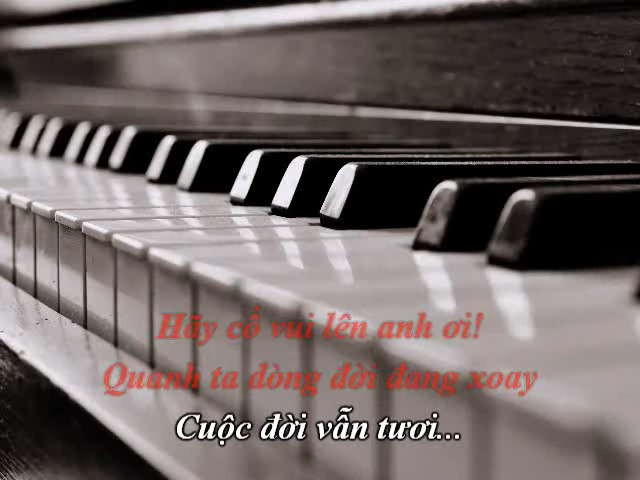 Hãy cố vui lên anh ơi!
Quanh ta dòng đời đang xoay
Cuộc đời vẫn tươi...